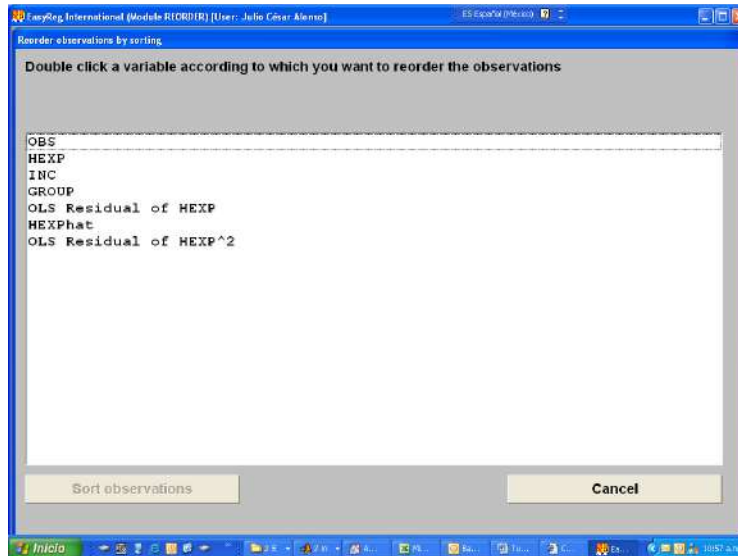 EasyReg International (Module REORDER) [User: Julio César Alonso]
ES Español (México)
Reorder observations by sorting
Double click a variable according to which you want to reorder the observations
OBS
HEXP
INC
GROUP
OLS Residual of HEXP
HEXPhat
OLS Residual of HEXP^2
Sort observations
Cancel
Inicio
10:57 a.m.